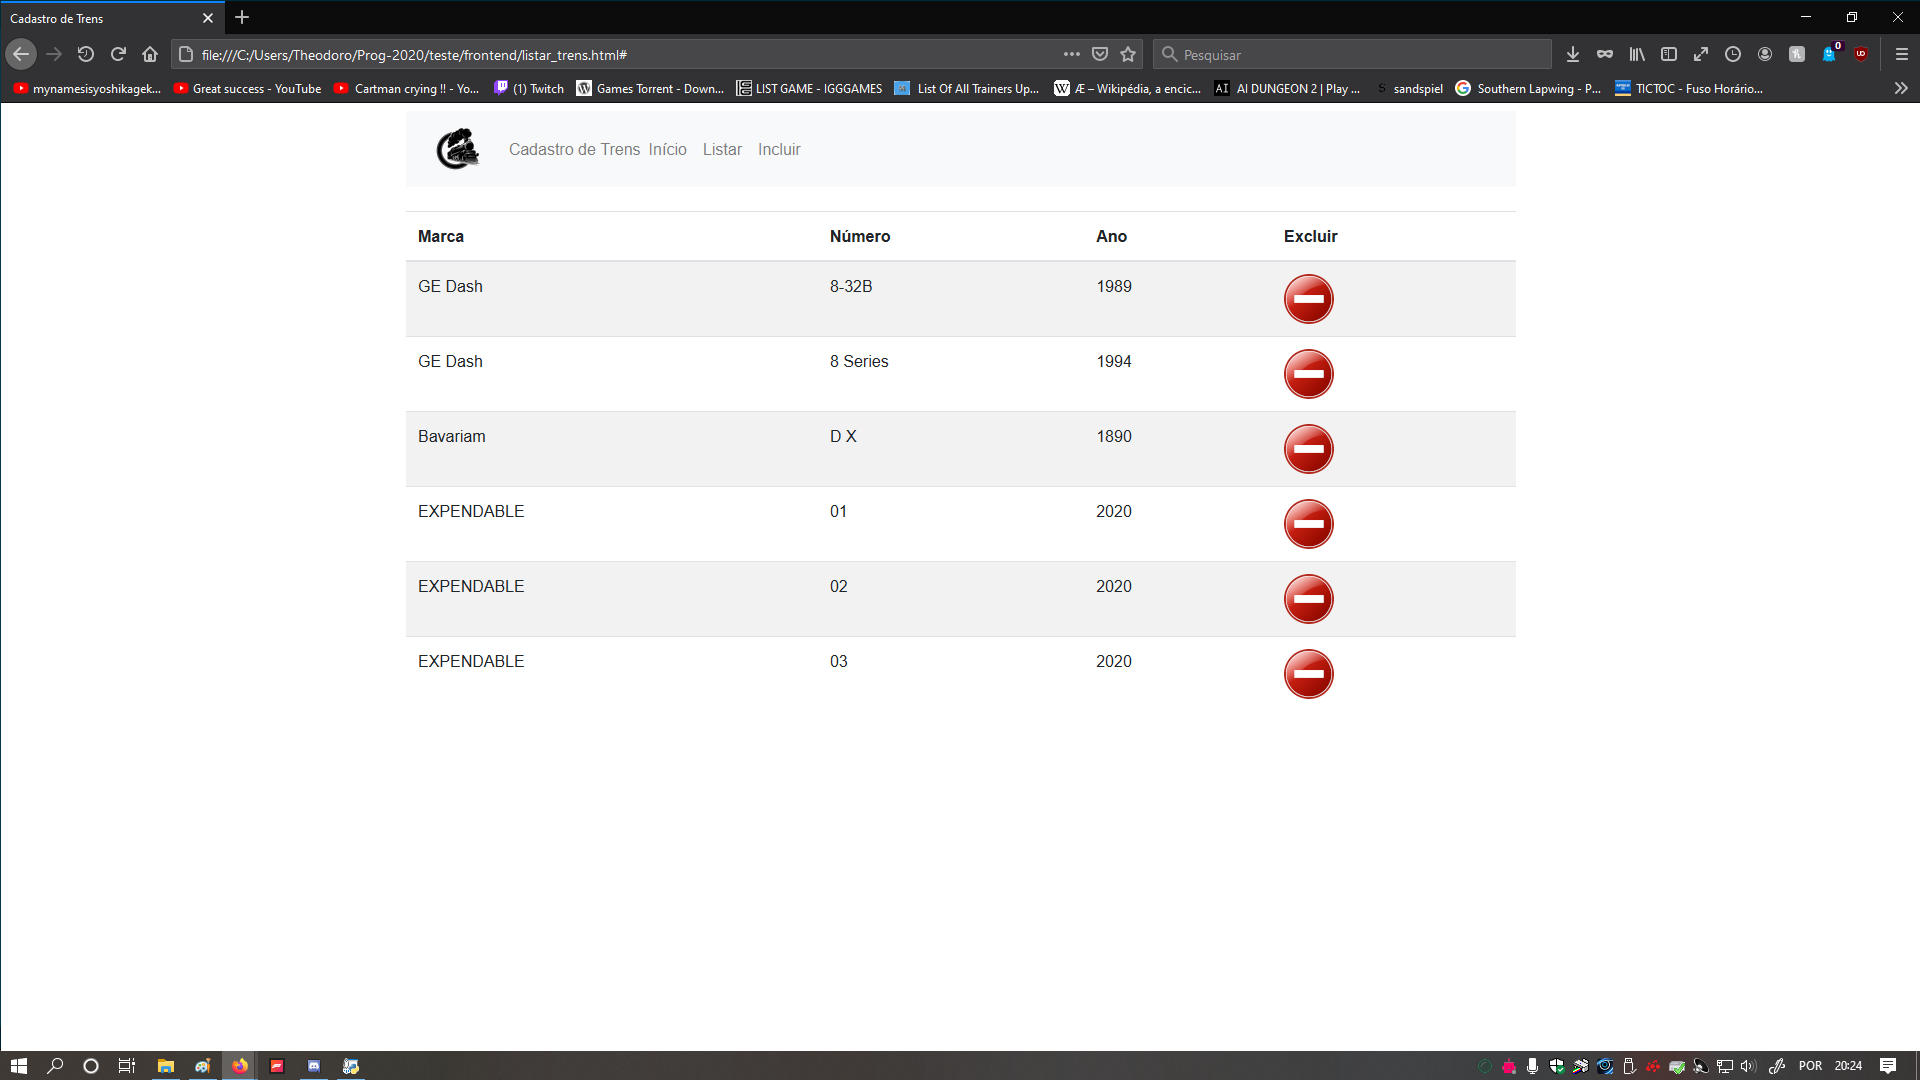 Cadastro de Trens
file:///C:/Users/Theodoro/Prog-2020/teste/frontend/listar_trens.html#
Pesquisar
0
mynamesisyoshikagek...
Great success - YouTube
Cartman crying !! - Yo...
(1) Twitch
Games Torrent - Down...
LIST GAME - IGGGAMES
List Of All Trainers Up...
W Æ – Wikipédia, a encic...
AI AI DUNGEON 2 | Play ...
S sandspiel
G Southern Lapwing - P...
TICTOC - Fuso Horário...
Cadastro de Trens Início Listar Incluir
Marca Número Ano Excluir
GE Dash 8-32B 1989
GE Dash 8 Series 1994
Bavariam D X 1890
EXPENDABLE 01 2020
EXPENDABLE 02 2020
EXPENDABLE 03 2020
POR 20:24